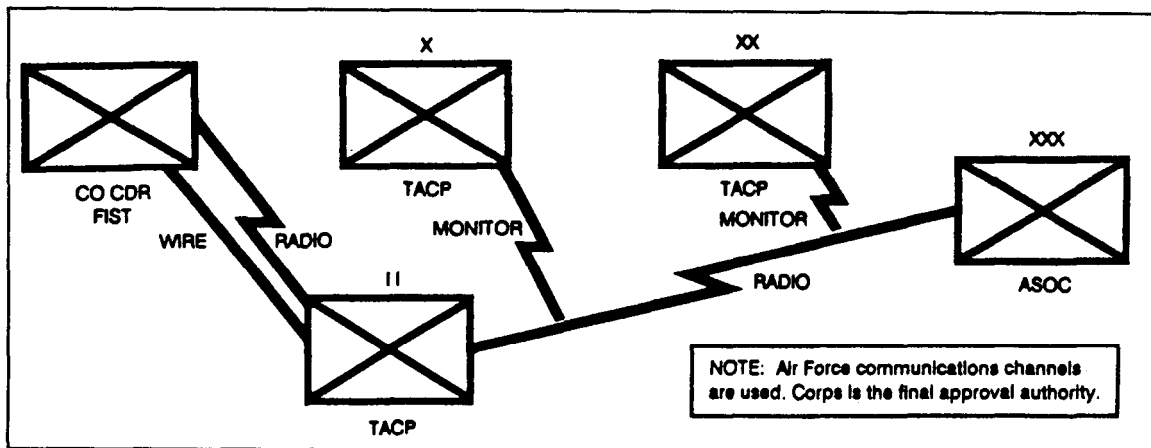 X
XX
XXX
CO CDR
FIST
TACP
TACP
MONITOR
MONITOR
WIRE
RADIO
II
RADIO
ASOC
TACP
NOTE: Air Force communications channels
are used. Corps is the final approval authority.